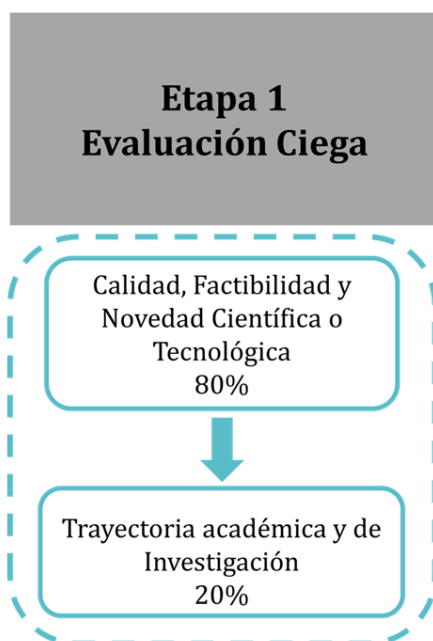 Etapa 1
Evaluación Ciega
Calidad, Factibilidad y
Novedad Científica o
Tecnológica
80%
Trayectoria académica y de
Investigación
20%